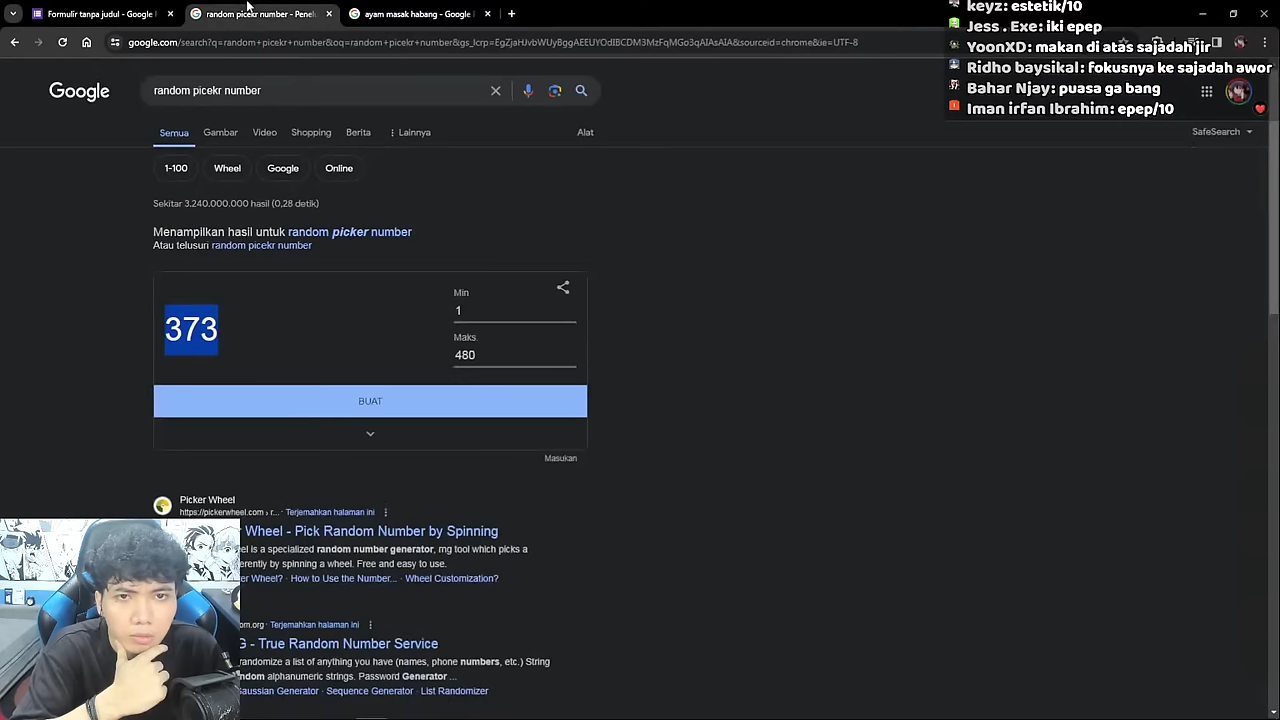 Formulir tanpa judul - Google
random picekr number - Penel
ayam masak habang - Google
google.com/search?q=random+picekr+number&oq=random+picekr+number&gs_lcrp=EgZjaHJvbWUyBggAEEUYOdIBCDM3MzFqMGo3qAIAsAIA&sourceid=chrome&ie=UTF-8
keyz: estetik/10
Jess . Exe: iki epep
YoonXD: makan di atas sajadah jir
Ridho baysikal: fokusnya ke sajadah awor
Bahar Njay: puasa ga bang
Iman irfan Ibrahim: epep/10
Google
random picekr number
Semua
Gambar
Video
Shopping
Berita
Lainnya
Alat
SafeSearch
1-100
Wheel
Google
Online
Sekitar 3.240.000.000 hasil (0,28 detik)
Menampilkan hasil untuk random picker number
Atau telusuri random picekr number
373
Min
1
Maks.
480
BUAT
Masukan
Picker Wheel
https://pickerwheel.com › r... · Terjemahkan halaman ini
Wheel - Pick Random Number by Spinning
is a specialized random number generator, rng tool which picks a
by spinning a wheel. Free and easy to use.
Wheel? · How to Use the Number... · Wheel Customization?
Terjemahkan halaman ini
G - True Random Number Service
randomize a list of anything you have (names, phone numbers, etc.) String
alphanumeric strings. Password Generator ...
Gaussian Generator · Sequence Generator · List Randomizer